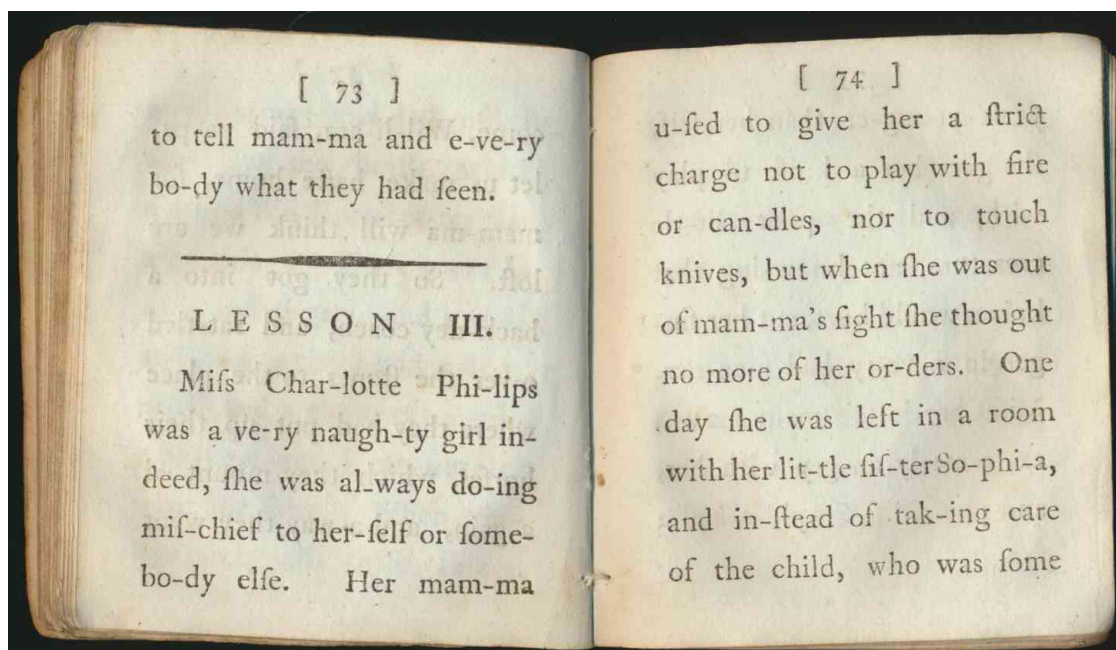 [ 73 ]
to tell mam-ma and e-ve-ry
bo-dy what they had ſeen.
LESSON III.
Miſs Char-lotte Phi-lips
was a ve-ry naugh-ty girl in-
deed, ſhe was al-ways do-ing
miſ-chief to her-ſelf or ſome-
bo-dy elſe. Her mam-ma
[ 74 ]
u-ſed to give her a ſtrict
charge not to play with fire
or can-dles, nor to touch
knives, but when ſhe was out
of mam-ma's ſight ſhe thought
no more of her or-ders. One
day ſhe was left in a room
with her lit-tle ſiſ-ter So-phi-a,
and in-ſtead of tak-ing care
of the child, who was ſome